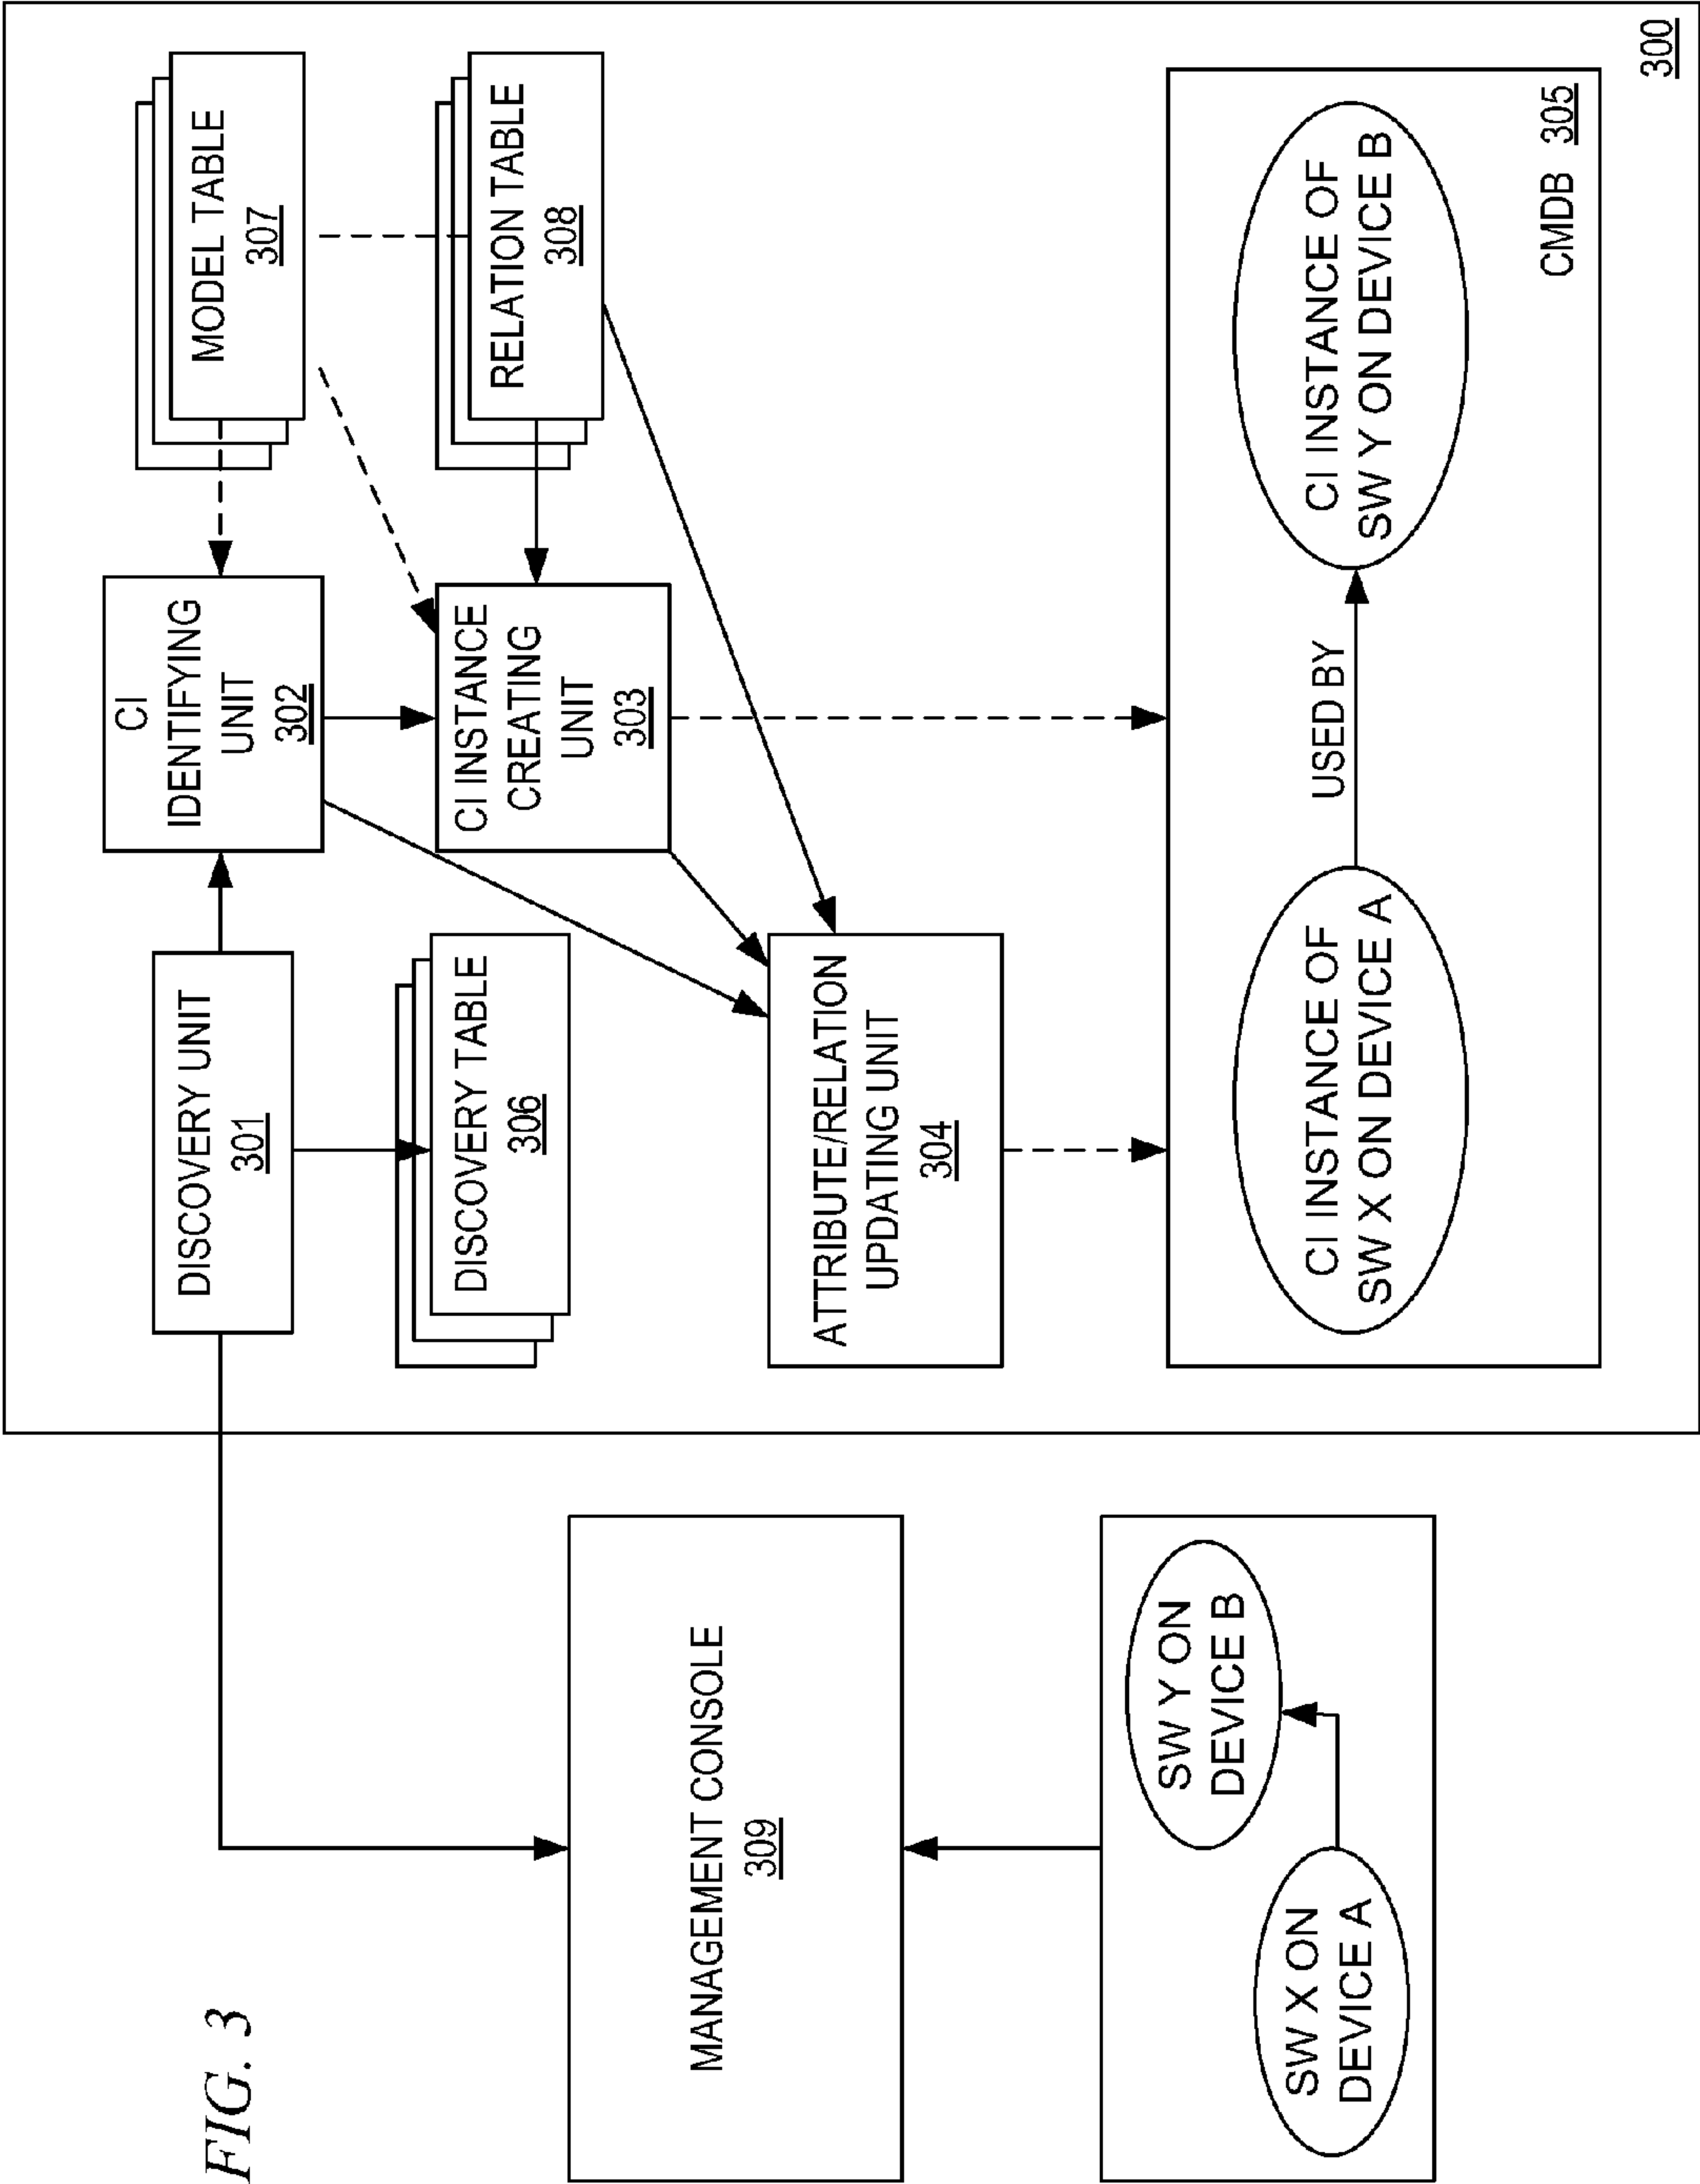 FIG. 3
DISCOVERY UNIT
301
CI
IDENTIFYING
UNIT
302
MODEL TABLE
307
DISCOVERY TABLE
306
CI INSTANCE
CREATING
UNIT
303
RELATION TABLE
308
MANAGEMENT CONSOLE
309
ATTRIBUTE/RELATION
UPDATING UNIT
304
SW Y ON
DEVICE B
SW X ON
DEVICE A
CI INSTANCE OF
SW X ON DEVICE A
USED BY
CI INSTANCE OF
SW Y ON DEVICE B
CMDB 305
300